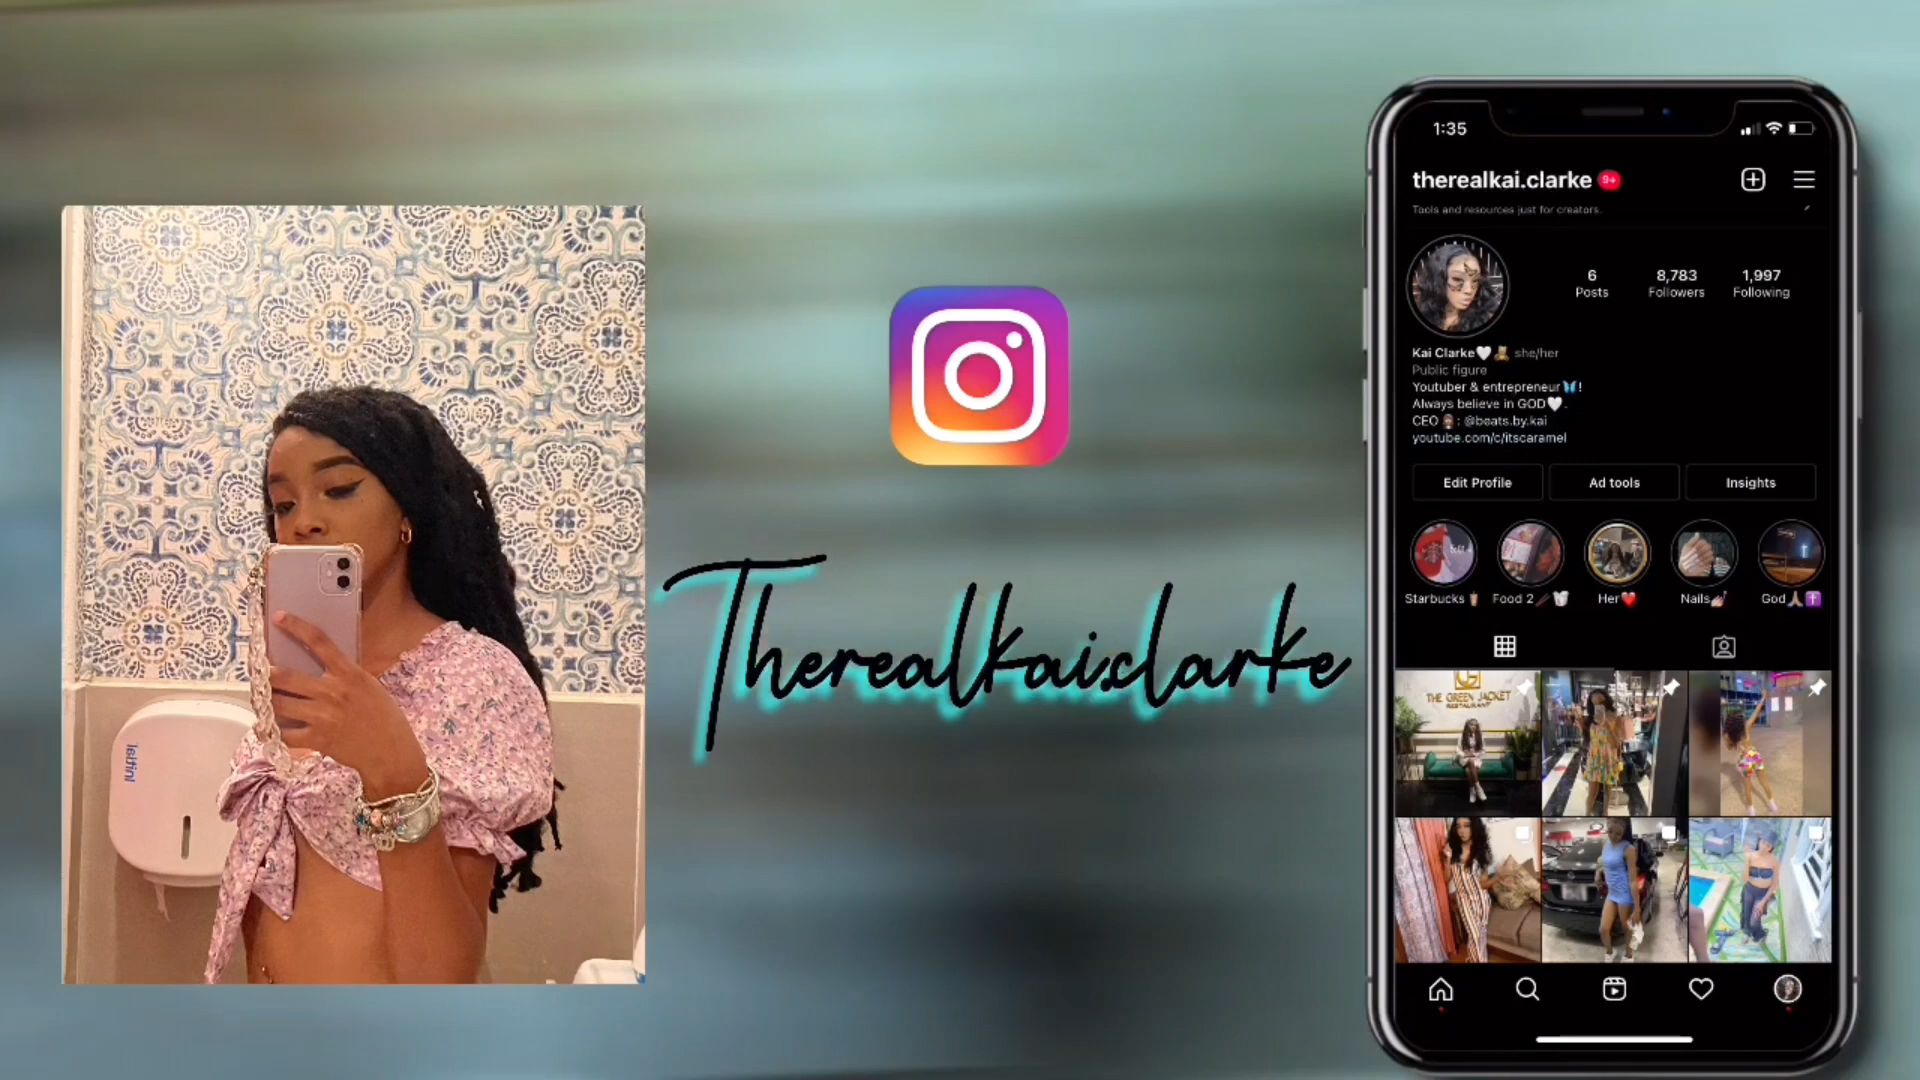 Therealkai.clarke
1:35
therealkai.clarke 9+
Tools and resources just for creators.
6 8,783 1,997
Posts Followers Following
Kai Clarke🤍🧸 she/her
Public figure
Youtuber & entrepreneur🦋!
Always believe in GOD🤍.
CEO : @beats.by.kai
youtube.com/c/itscaramel
Edit Profile Ad tools Insights
Starbucks Food 2 Her❤️ Nails💅 God🙏✝️
THE GREEN JACKET
RESTAURANT